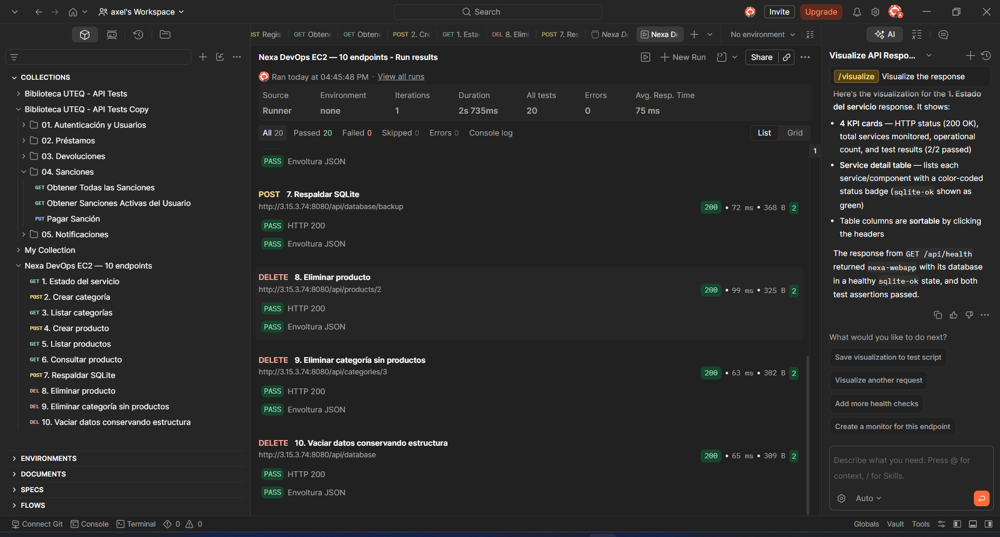 axel's Workspace
Search
Invite
Upgrade
OST Regis
GET Obten
GET Obten
POST 2. Cre
GET 1. Esta
DEL 8. Elimi
POST 7. Res
Nexa De
Nexa De
No environment
AI
COLLECTIONS
Biblioteca UTEQ - API Tests
Biblioteca UTEQ - API Tests Copy
01. Autenticación y Usuarios
02. Préstamos
03. Devoluciones
04. Sanciones
GET Obtener Todas las Sanciones
GET Obtener Sanciones Activas del Usuario
PUT Pagar Sanción
05. Notificaciones
My Collection
Nexa DevOps EC2 — 10 endpoints
GET 1. Estado del servicio
POST 2. Crear categoría
GET 3. Listar categorías
POST 4. Crear producto
GET 5. Listar productos
GET 6. Consultar producto
POST 7. Respaldar SQLite
DEL 8. Eliminar producto
DEL 9. Eliminar categoría sin productos
DEL 10. Vaciar datos conservando estructura
ENVIRONMENTS
DOCUMENTS
SPECS
FLOWS
Nexa DevOps EC2 — 10 endpoints - Run results
New Run
Share
Ran today at 04:45:48 PM · View all runs
Source Environment Iterations Duration All tests Errors Avg. Resp. Time
Runner none 1 2s 735ms 20 0 75 ms
All 20 Passed 20 Failed 0 Skipped 0 Errors 0 Console log
List Grid
1
PASS Envoltura JSON
POST 7. Respaldar SQLite
http://3.15.3.74:8080/api/database/backup
200 • 72 ms • 368 B 2
PASS HTTP 200
PASS Envoltura JSON
DELETE 8. Eliminar producto
http://3.15.3.74:8080/api/products/2
200 • 99 ms • 325 B 2
PASS HTTP 200
PASS Envoltura JSON
DELETE 9. Eliminar categoría sin productos
http://3.15.3.74:8080/api/categories/3
200 • 63 ms • 302 B 2
PASS HTTP 200
PASS Envoltura JSON
DELETE 10. Vaciar datos conservando estructura
http://3.15.3.74:8080/api/database
200 • 65 ms • 309 B 2
PASS HTTP 200
PASS Envoltura JSON
Visualize API Respo...
/visualize Visualize the response
Here's the visualization for the 1. Estado
del servicio response. It shows:
• 4 KPI cards — HTTP status (200 OK),
total services monitored, operational
count, and test results (2/2 passed)
• Service detail table — lists each
service/component with a color-coded
status badge (sqlite-ok shown as
green)
• Table columns are sortable by clicking
the headers
The response from GET /api/health
returned nexa-webapp with its database
in a healthy sqlite-ok state, and both
test assertions passed.
What would you like to do next?
Save visualization to test script
Visualize another request
Add more health checks
Create a monitor for this endpoint
Describe what you need. Press @ for
context, / for Skills.
Auto
Connect Git
Console
Terminal
0
0
Globals
Vault
Tools